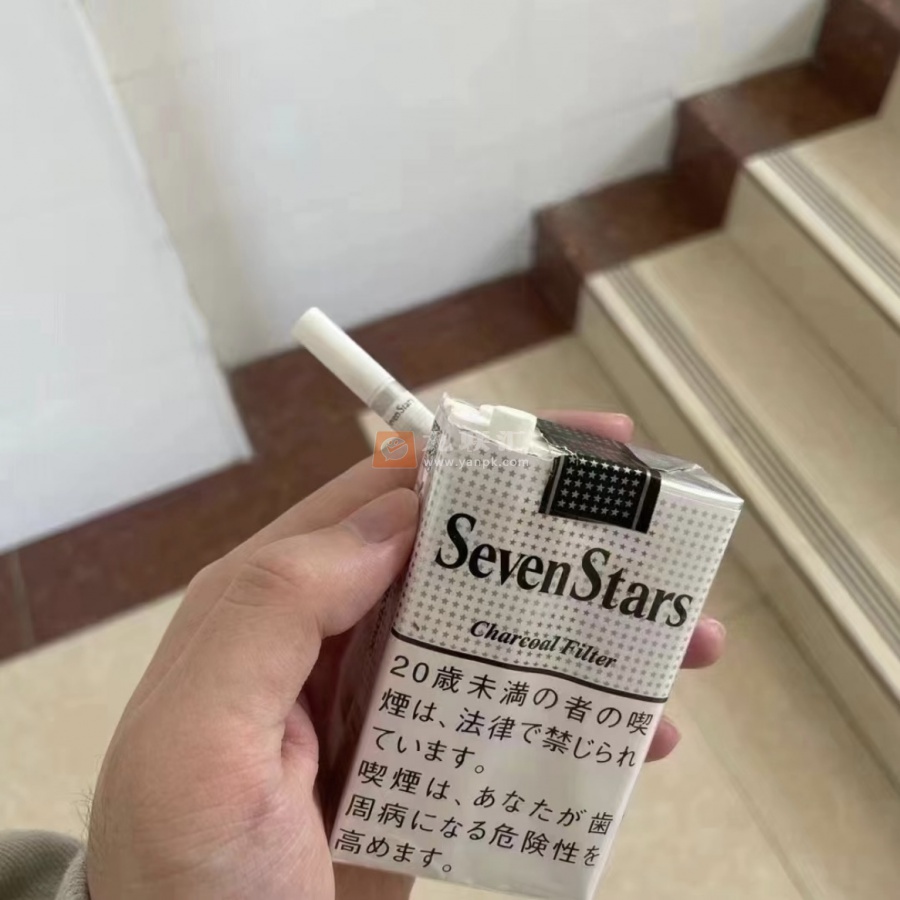 SevenStars
www.yanpk.com
SevenStars
Charcoal Filter
20歳未満の者の喫
煙は、法律で禁じられ
ています。
喫煙は、あなたが歯
周病になる危険性を
高めます。